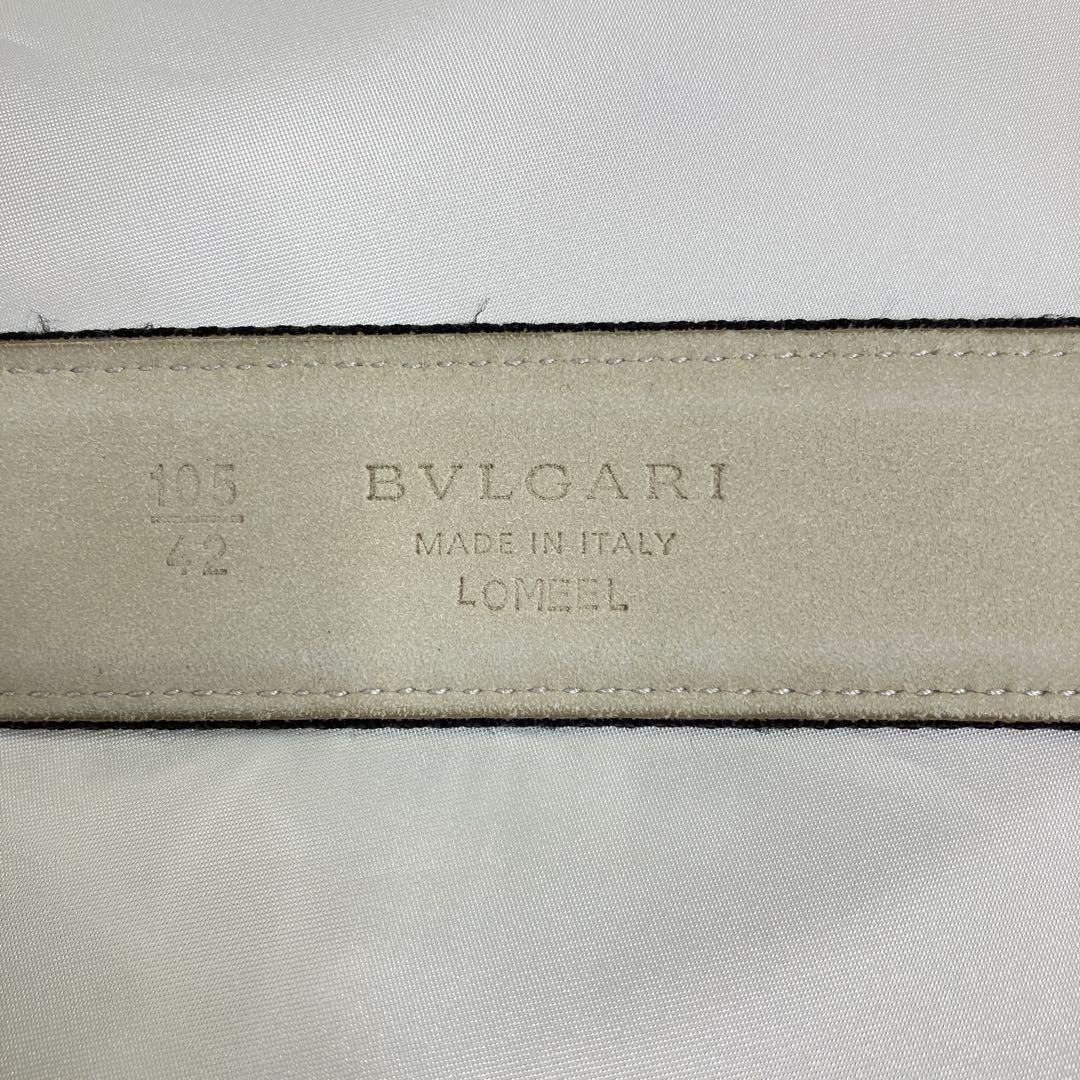 105
42
BVLGARI
MADE IN ITALY
LOMEEL